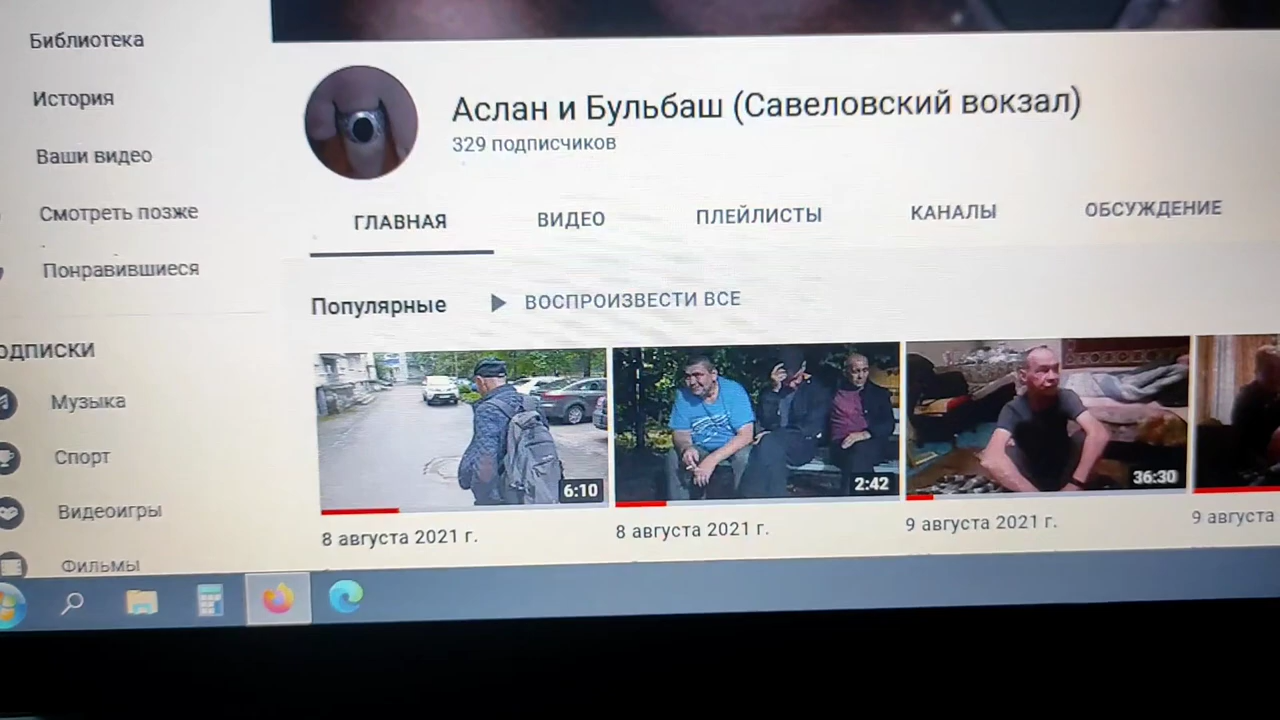 Библиотека
История
Ваши видео
Смотреть позже
Понравившиеся
одписки
Музыка
Спорт
Видеоигры
Фильмы
Аслан и Бульбаш (Савеловский вокзал)
329 подписчиков
ГЛАВНАЯ ВИДЕО ПЛЕЙЛИСТЫ КАНАЛЫ ОБСУЖДЕНИЕ
Популярные ВОСПРОИЗВЕСТИ ВСЕ
6:10 2:42 36:30
8 августа 2021 г. 8 августа 2021 г. 9 августа 2021 г. 9 августа